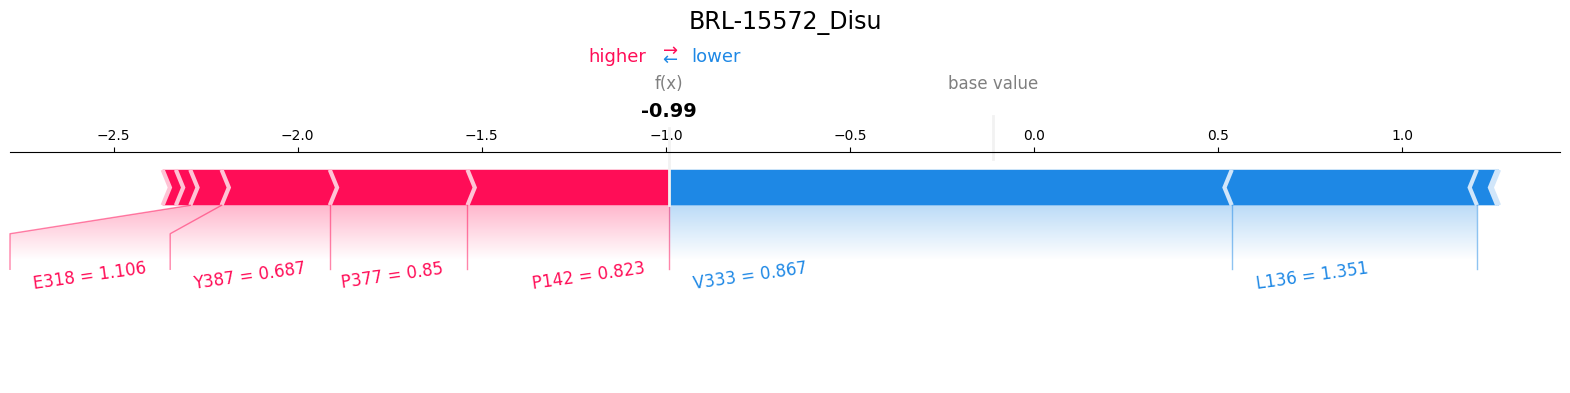 BRL-15572_Disu
higher ⇄ lower
f(x) base value
-0.99
−2.5 −2.0 −1.5 −1.0 −0.5 0.0 0.5 1.0
E318 = 1.106 Y387 = 0.687 P377 = 0.85 P142 = 0.823 V333 = 0.867 L136 = 1.351